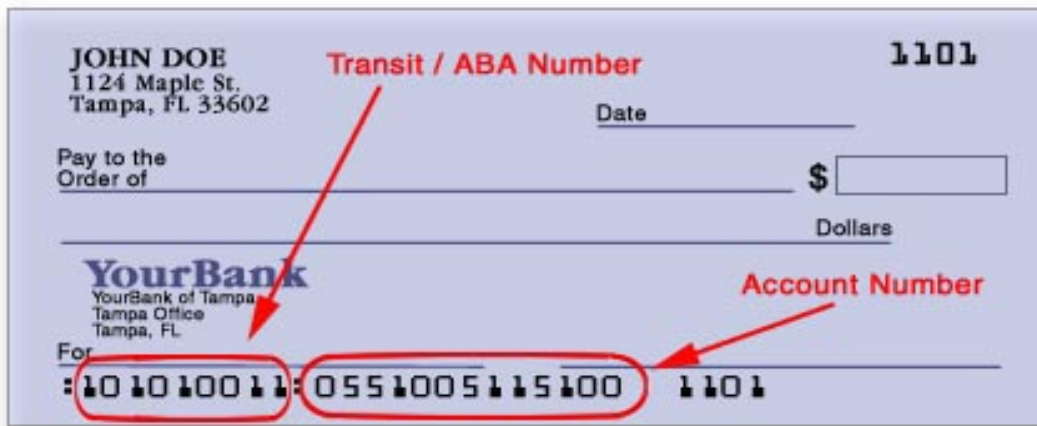 JOHN DOE
1124 Maple St.
Tampa, FL 33602
Transit / ABA Number
1101
Date
Pay to the
Order of
$
Dollars
YourBank
YourBank of Tampa
Tampa Office
Tampa, FL
Account Number
For
:101010011:0551005115100 1101